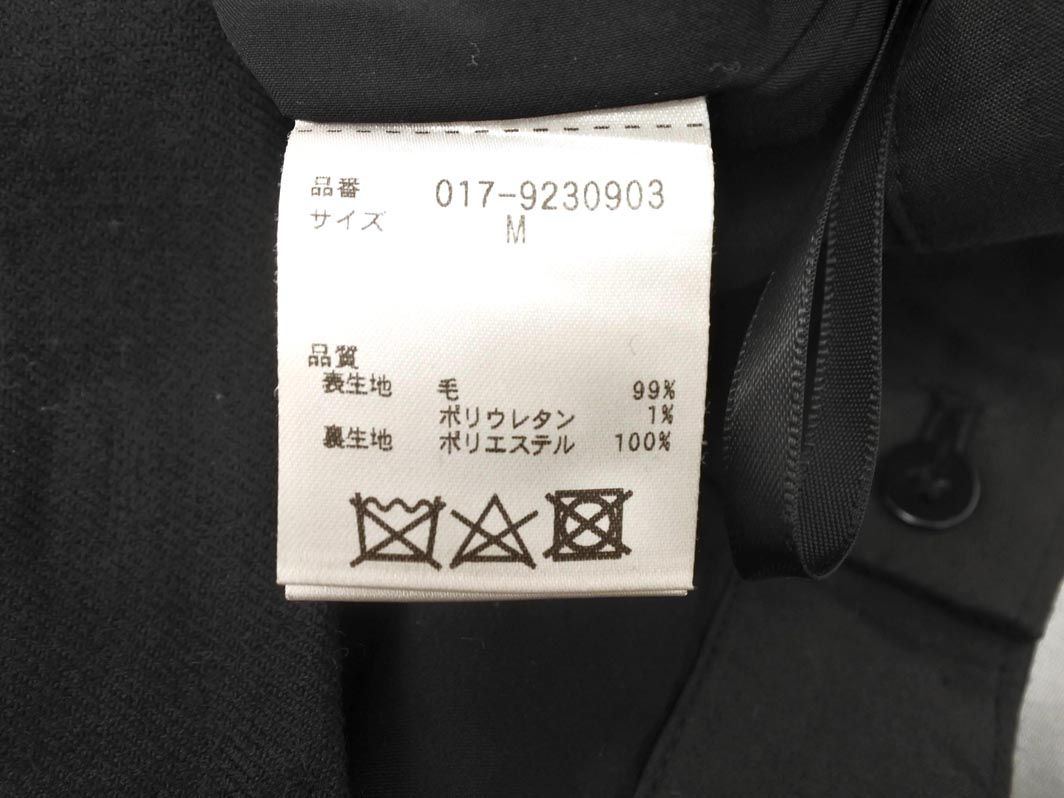 品番 017-9230903
サイズ M
品質
表生地 毛 99%
ポリウレタン 1%
裏生地 ポリエステル 100%